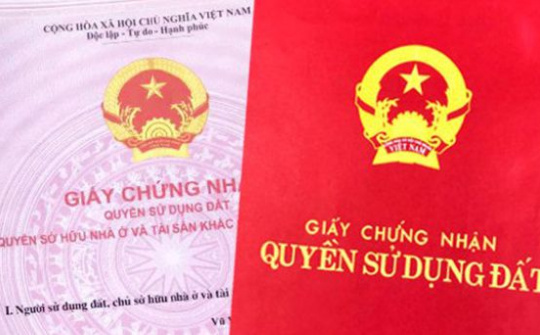 CỘNG HÒA XÃ HỘI CHỦ NGHĨA VIỆT NAM
Độc lập - Tự do - Hạnh phúc
GIẤY CHỨNG NHẬ
QUYỀN SỬ DỤNG ĐẤT
QUYỀN SỞ HỮU NHÀ Ở VÀ TÀI SẢN KHÁC
I. Người sử dụng đất, chủ sở hữu nhà ở và tài
VIỆT NAM
GIẤY CHỨNG NHẬN
QUYỀN SỬ DỤNG ĐẤT